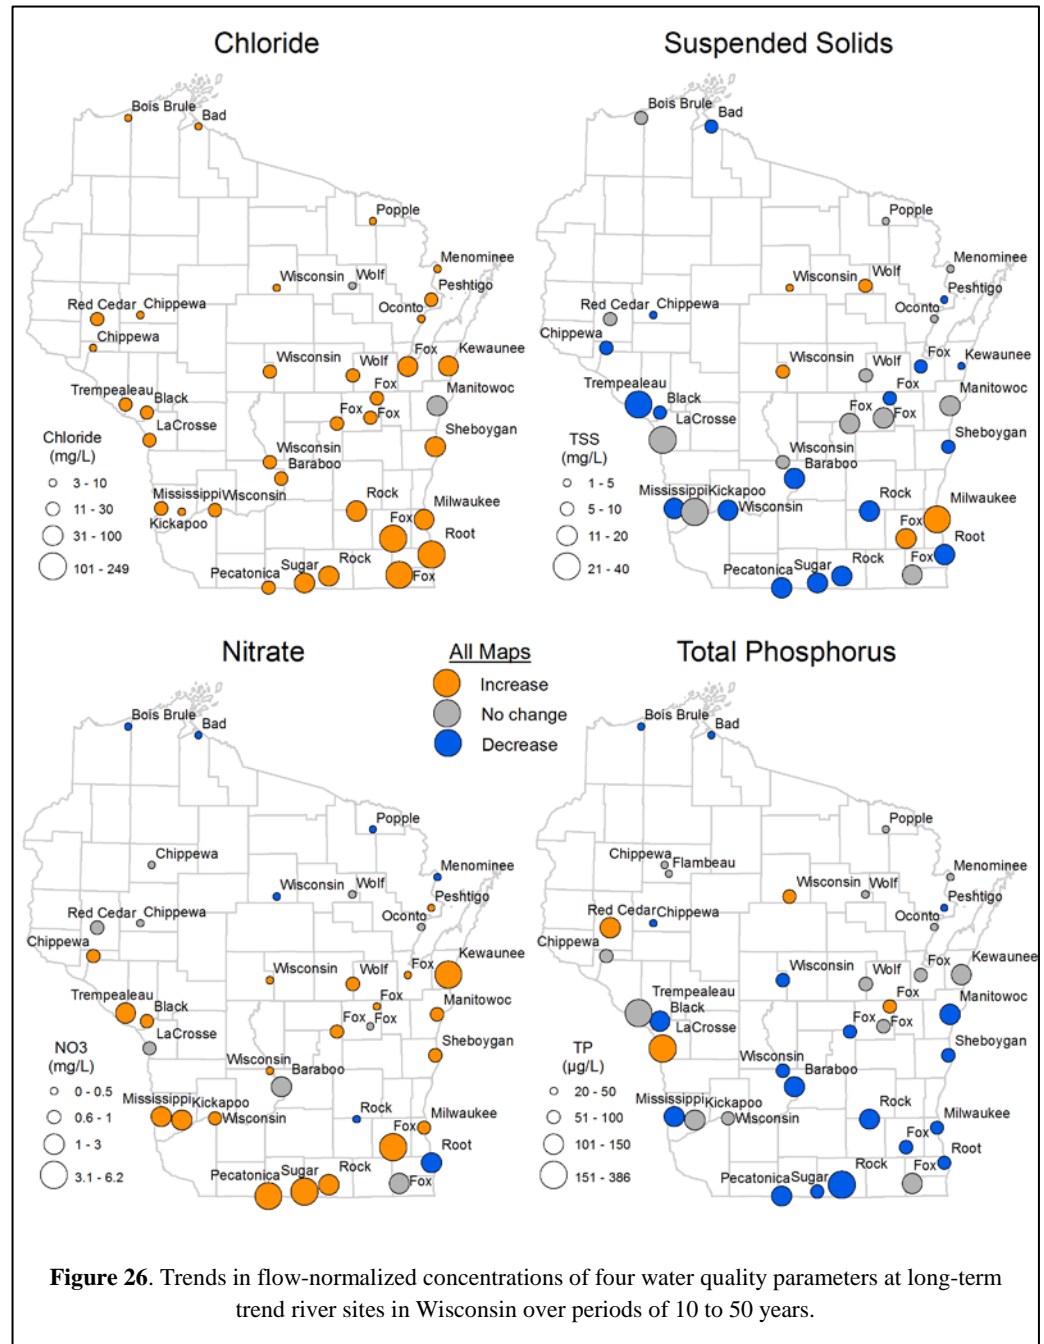 Chloride
Bois Brule
Bad
Popple
Menominee
Wisconsin Wolf
Peshtigo
Oconto
Red Cedar Chippewa
Chippewa
Fox Kewaunee
Wisconsin Wolf
Fox Manitowoc
Trempealeau
Black
Fox Fox
LaCrosse
Sheboygan
Chloride
(mg/L)
Wisconsin
Baraboo
3 - 10
11 - 30
31 - 100
101 - 249
Mississippi Wisconsin
Kickapoo
Rock Milwaukee
Fox Root
Pecatonica Sugar Rock
Fox
Suspended Solids
Bois Brule
Bad
Popple
Menominee
Wisconsin Wolf
Peshtigo
Oconto
Red Cedar Chippewa
Chippewa
Fox Kewaunee
Wisconsin Wolf
Fox Manitowoc
Trempealeau
Black
Fox Fox
LaCrosse
Sheboygan
TSS
(mg/L)
Wisconsin
Baraboo
1 - 5
5 - 10
11 - 20
21 - 40
Mississippi Kickapoo
Wisconsin
Rock Milwaukee
Fox Root
Pecatonica Sugar Rock
Fox
All Maps
Increase
No change
Decrease
Nitrate
Bois Brule
Bad
Popple
Chippewa
Menominee
Wisconsin Wolf
Peshtigo
Oconto
Red Cedar Chippewa
Chippewa
Kewaunee
Fox
Wisconsin Wolf
Trempealeau
Black
Fox Manitowoc
Fox
LaCrosse
Sheboygan
NO3
(mg/L)
Wisconsin
Baraboo
0 - 0.5
0.6 - 1
1 - 3
3.1 - 6.2
Mississippi Kickapoo
Wisconsin
Rock Milwaukee
Fox Root
Pecatonica Sugar Rock
Fox
Total Phosphorus
Bois Brule
Bad
Popple
Chippewa Flambeau
Menominee
Wisconsin Wolf
Peshtigo
Oconto
Red Cedar Chippewa
Chippewa
Kewaunee
Fox
Wisconsin Wolf
Trempealeau
Black
Fox Fox Manitowoc
Fox
LaCrosse
Sheboygan
TP
(µg/L)
Wisconsin
Baraboo
20 - 50
51 - 100
101 - 150
151 - 386
Mississippi Kickapoo
Wisconsin
Rock Milwaukee
Fox Root
Pecatonica Sugar Rock
Fox
Figure 26. Trends in flow-normalized concentrations of four water quality parameters at long-term
trend river sites in Wisconsin over periods of 10 to 50 years.